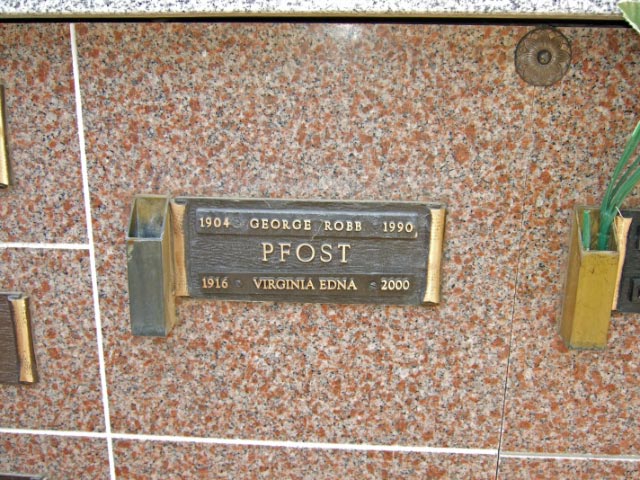 1904 GEORGE ROBB 1990
PFOST
1916 VIRGINIA EDNA 2000